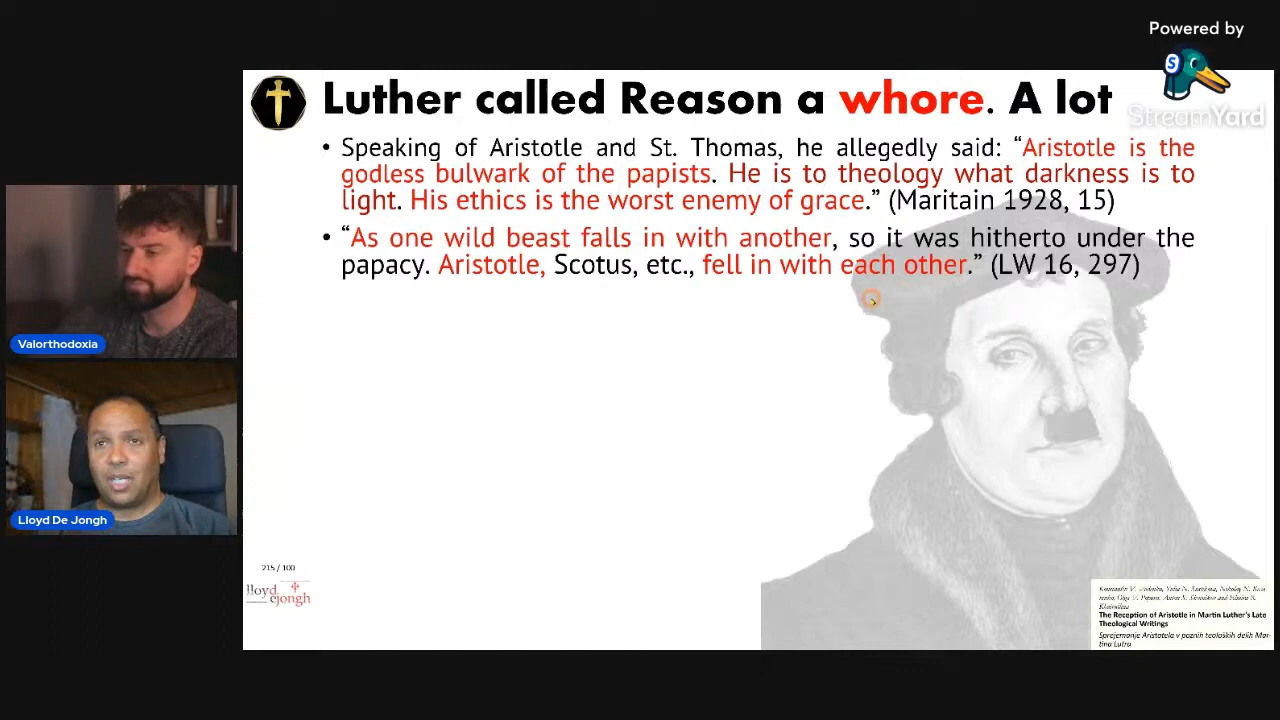 Powered by
S
StreamYard
Luther called Reason a whore. A lot
• Speaking of Aristotle and St. Thomas, he allegedly said: “Aristotle is the
godless bulwark of the papists. He is to theology what darkness is to
light. His ethics is the worst enemy of grace.” (Maritain 1928, 15)
• “As one wild beast falls in with another, so it was hitherto under the
papacy. Aristotle, Scotus, etc., fell in with each other.” (LW 16, 297)
Valorthodoxia
Lloyd De Jongh
215 / 100
lloyd
ejongh
The Reception of Aristotle in Martin Luther's Late
Theological Writings
Sprejemanje Aristotela v poznih teoloških delih Mar-
tina Lutra